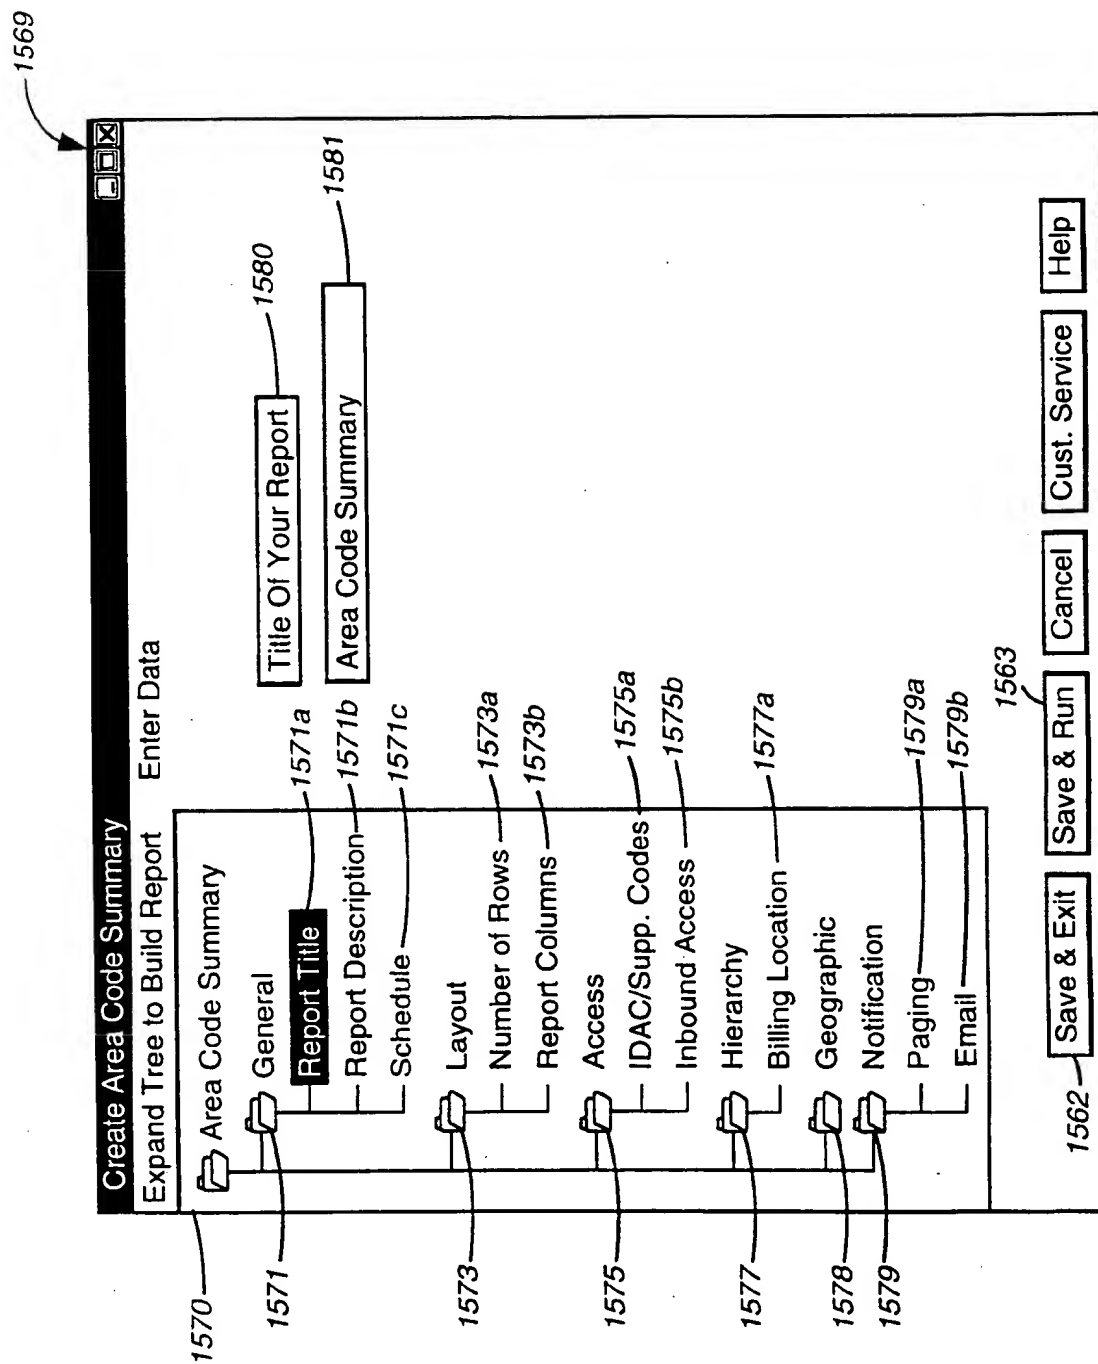 1569
Create Area Code Summary
Expand Tree to Build Report
Enter Data
1570
Area Code Summary
1571
General
Report Title
1571a
Report Description
1571b
Schedule
1571c
Title Of Your Report
1580
Area Code Summary
1581
1573
Layout
Number of Rows
1573a
Report Columns
1573b
1575
Access
IDAC/Supp. Codes
1575a
Inbound Access
1575b
1577
Hierarchy
Billing Location
1577a
1578
Geographic
1579
Notification
Paging
1579a
Email
1579b
1562
Save & Exit
1563
Save & Run
Cancel
Cust. Service
Help